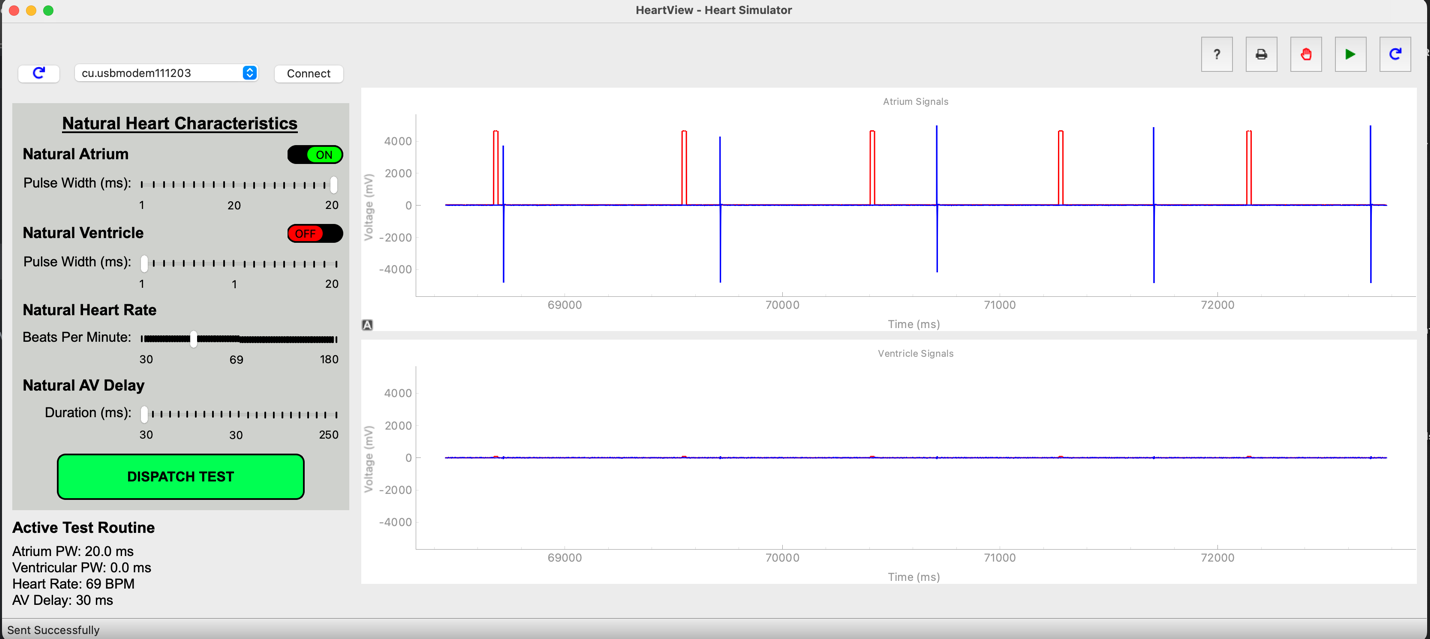 HeartView - Heart Simulator
?
cu.usbmodem111203
Connect
Natural Heart Characteristics
Natural Atrium
ON
Pulse Width (ms):
1 20 20
Natural Ventricle
OFF
Pulse Width (ms):
1 1 20
Natural Heart Rate
Beats Per Minute:
30 69 180
Natural AV Delay
Duration (ms):
30 30 250
DISPATCH TEST
Active Test Routine
Atrium PW: 20.0 ms
Ventricular PW: 0.0 ms
Heart Rate: 69 BPM
AV Delay: 30 ms
Sent Successfully
Atrium Signals
Voltage (mV)
4000
2000
0
-2000
-4000
69000 70000 71000 72000
Time (ms)
A
Ventricle Signals
Voltage (mV)
4000
2000
0
-2000
-4000
69000 70000 71000 72000
Time (ms)